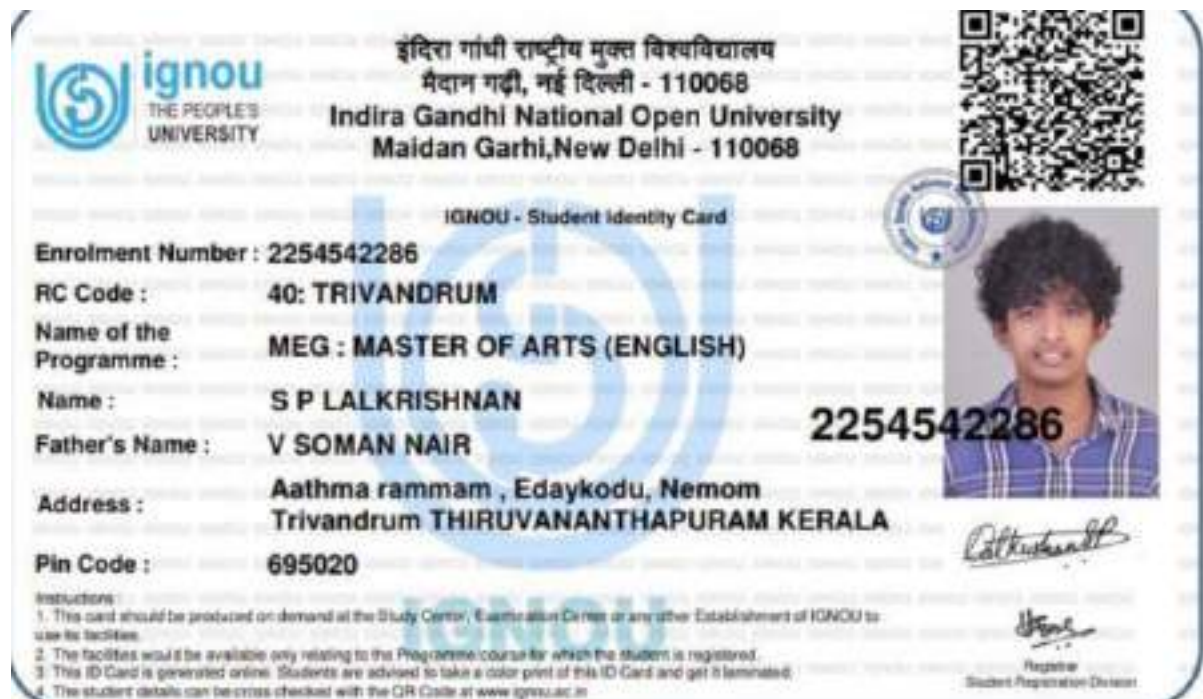 ignou
THE PEOPLE'S
UNIVERSITY
इंदिरा गांधी राष्ट्रीय मुक्त विश्वविद्यालय
मैदान गढ़ी, नई दिल्ली - 110068
Indira Gandhi National Open University
Maidan Garhi,New Delhi - 110068
IGNOU - Student Identity Card
Enrolment Number : 2254542286
RC Code : 40: TRIVANDRUM
Name of the
Programme : MEG : MASTER OF ARTS (ENGLISH)
Name : S P LALKRISHNAN
Father's Name : V SOMAN NAIR
2254542286
Address : Aathma rammam , Edaykodu, Nemom
Trivandrum THIRUVANANTHAPURAM KERALA
Pin Code : 695020
IGNOU
Instructions :
1. This card should be produced on demand at the Study Center, Examination Center or any other Establishment of IGNOU to
use its facilities.
2. The facilities would be available only relating to the Programme/course for which the student is registered.
3. This ID Card is generated online. Students are advised to take a color print of this ID Card and get it laminated.
4. The student details can be cross checked with the QR Code at www.ignou.ac.in
Registrar
Student Registration Division